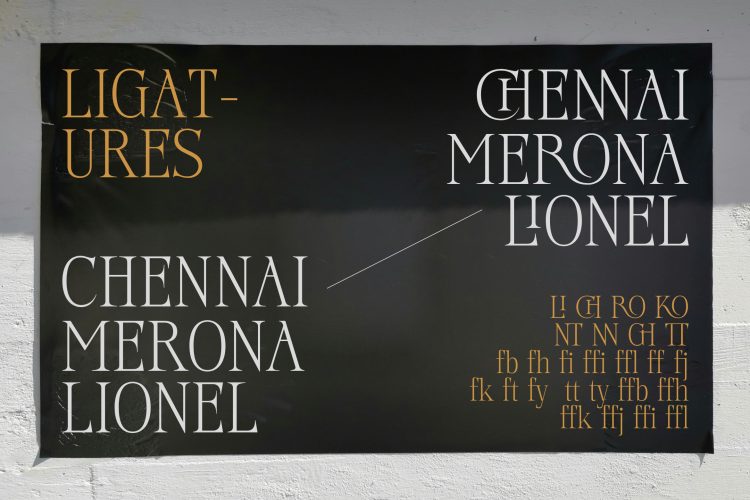 LIGAT-
URES
CHENNAI
MERONA
LIONEL
CHENNAI
MERONA
LIONEL
LI CH RO KO
NT NN GH TT
fb fh fi ffi ffl ff fj
fk ft fy tt ty ffb ffh
ffk ffj ffi ffl